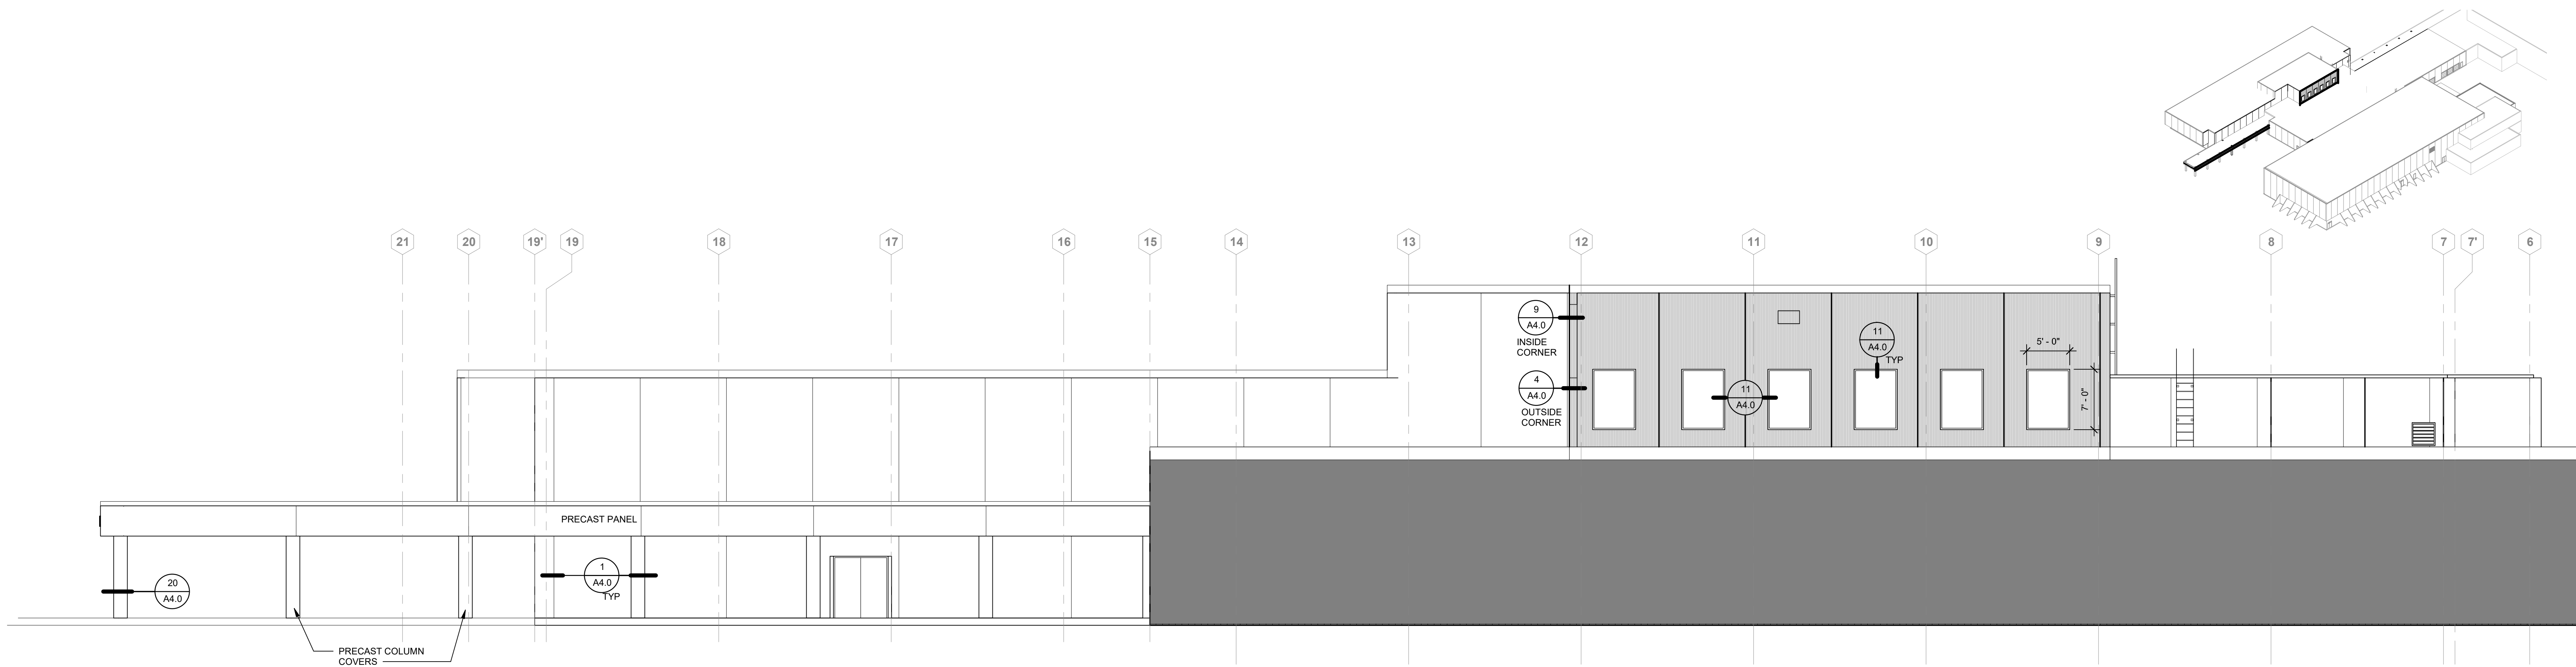 21
20
19'
19
18
17
16
15
14
13
12
11
10
9
8
7
7'
6
9
A4.0
INSIDE
CORNER
11
A4.0
TYP
5' - 0"
4
A4.0
OUTSIDE
CORNER
11
A4.0
7' - 0"
PRECAST PANEL
1
A4.0
TYP
20
A4.0
PRECAST COLUMN
COVERS